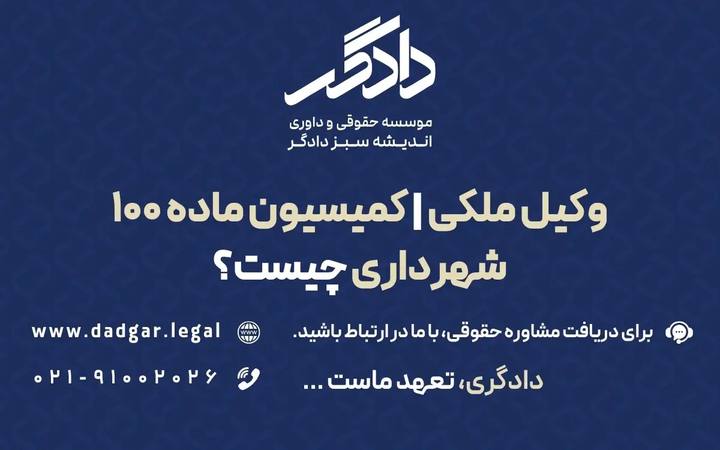 دادگر
موسسه حقوقی و داوری
اندیشه سبز دادگر
وکیل ملکی | کمیسیون ماده ۱۰۰
شهرداری چیست؟
برای دریافت مشاوره حقوقی، با ما در ارتباط باشید.
www.dadgar.legal
دادگری، تعهد ماست ...
۰۲۱-۹۱۰۰۲۰۲۶